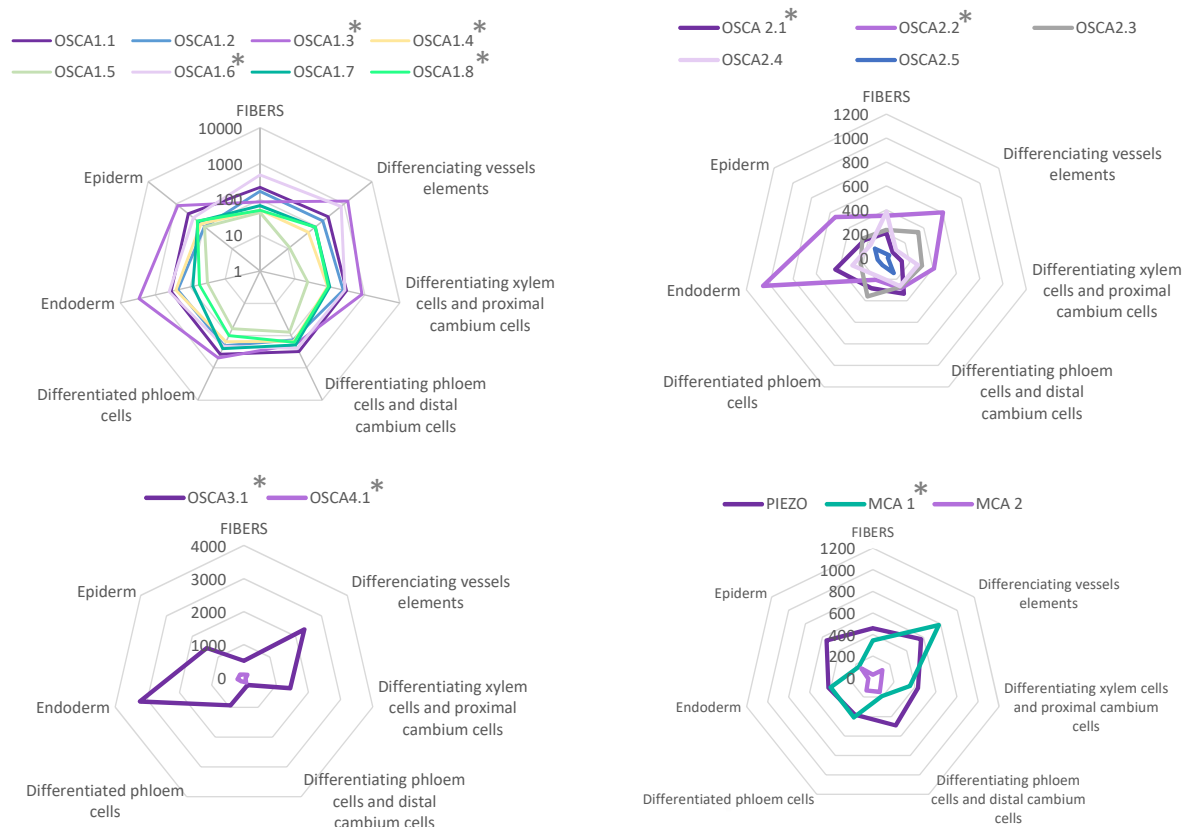 OSCA1.1 OSCA1.2 OSCA1.3* OSCA1.4*
OSCA1.5 OSCA1.6* OSCA1.7 OSCA1.8*
FIBERS
10000
1000
100
10
1
Differenciating vessels
elements
Differentiating xylem
cells and proximal
cambium cells
Differentiating phloem
cells and distal
cambium cells
Differentiated phloem
cells
Endoderm
Epiderm
OSCA 2.1* OSCA2.2* OSCA2.3
OSCA2.4 OSCA2.5
FIBERS
1200
1000
800
600
400
200
0
Differenciating vessels
elements
Differentiating xylem
cells and proximal
cambium cells
Differentiating phloem
cells and distal
cambium cells
Differentiated phloem
cells
Endoderm
Epiderm
OSCA3.1* OSCA4.1*
FIBERS
4000
3000
2000
1000
0
Differenciating vessels
elements
Differentiating xylem
cells and proximal
cambium cells
Differentiating phloem
cells and distal
cambium cells
Differentiated phloem
cells
Endoderm
Epiderm
PIEZO MCA 1* MCA 2
FIBERS
1200
1000
800
600
400
200
0
Differenciating vessels
elements
Differentiating xylem cells
and proximal cambium
cells
Differentiating phloem
cells and distal cambium
cells
Differentiated phloem cells
Endoderm
Epiderm